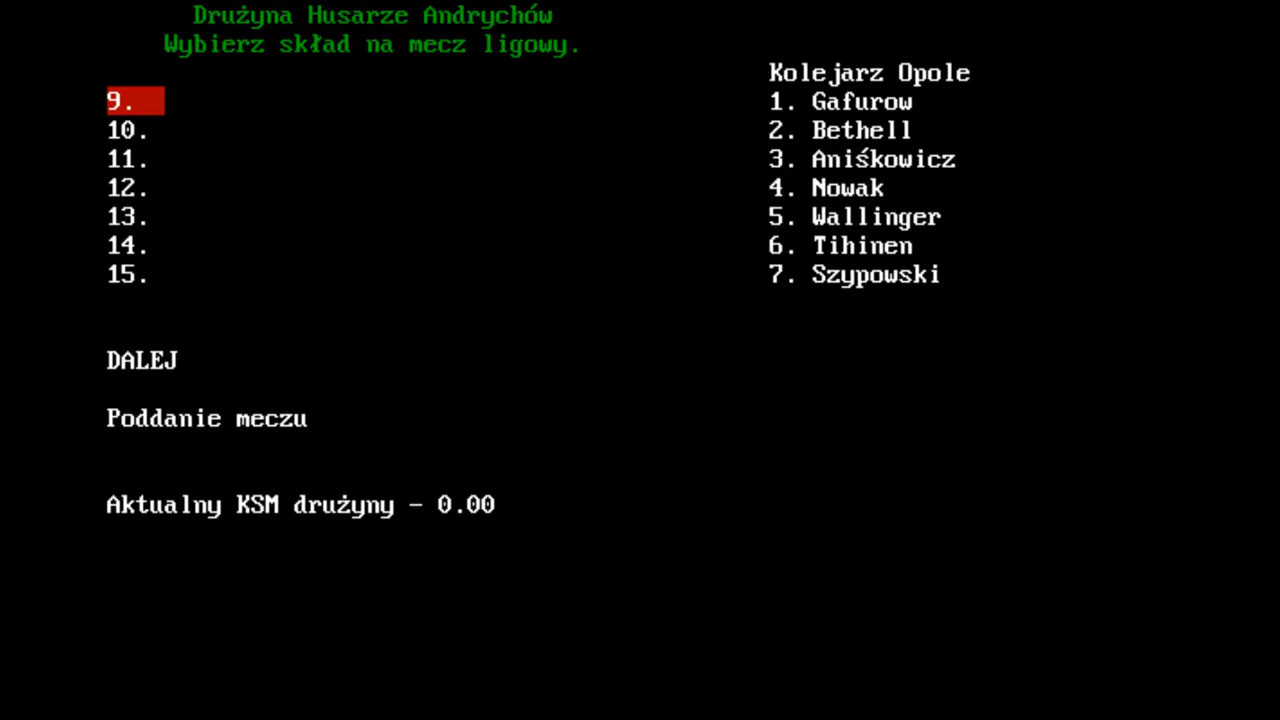 Drużyna Husarze Andrychów
Wybierz skład na mecz ligowy.
9.
10.
11.
12.
13.
14.
15.
DALEJ
Poddanie meczu
Aktualny KSM drużyny - 0.00
Kolejarz Opole
1. Gafurow
2. Bethell
3. Aniśkowicz
4. Nowak
5. Wallinger
6. Tihinen
7. Szypowski